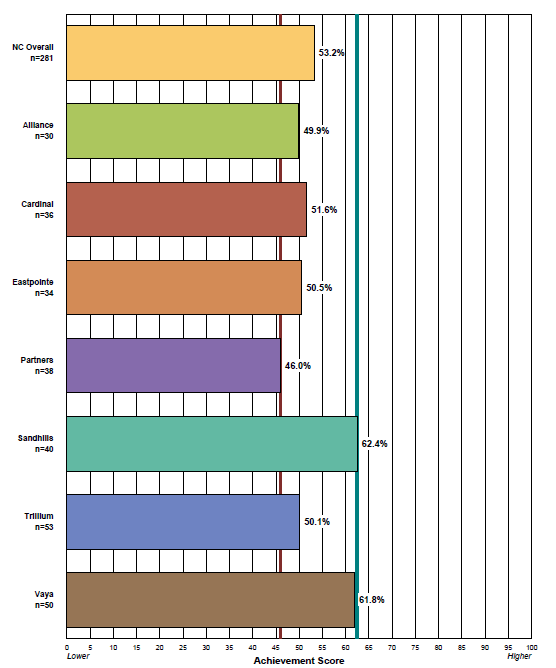 NC Overall
n=281
53.2%
Alliance
n=30
49.9%
Cardinal
n=36
51.6%
Eastpointe
n=34
50.5%
Partners
n=38
46.0%
Sandhills
n=40
62.4%
Trillium
n=53
50.1%
Vaya
n=50
61.8%
0 5 10 15 20 25 30 35 40 45 50 55 60 65 70 75 80 85 90 95 100
Lower Higher
Achievement Score